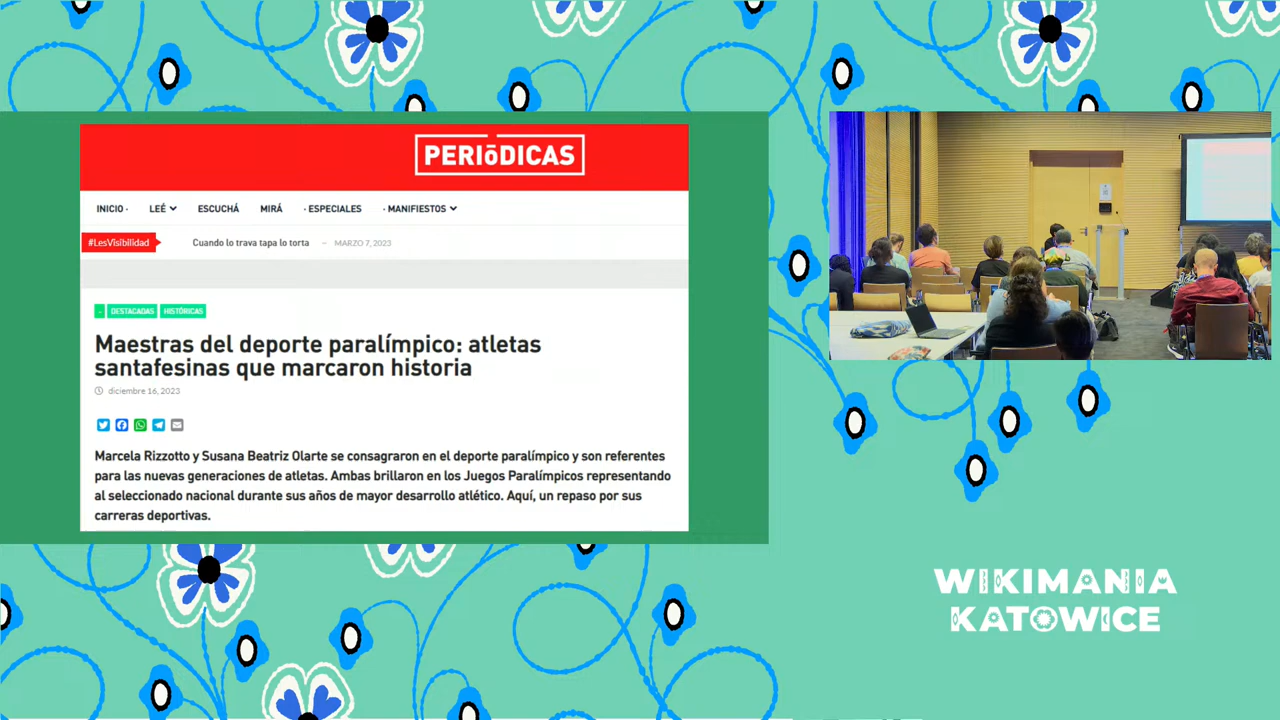 PERIōDICAS
INICIO · LEÉ ESCUCHÁ MIRÁ · ESPECIALES · MANIFIESTOS
#LesVisibilidad Cuando lo trava tapa lo torta – MARZO 7, 2023
- DESTACADAS HISTÓRICAS
Maestras del deporte paralímpico: atletas
santafesinas que marcaron historia
diciembre 16, 2023
Marcela Rizzotto y Susana Beatriz Olarte se consagraron en el deporte paralímpico y son referentes
para las nuevas generaciones de atletas. Ambas brillaron en los Juegos Paralímpicos representando
al seleccionado nacional durante sus años de mayor desarrollo atlético. Aquí, un repaso por sus
carreras deportivas.
WIKIMANIA
KATOWICE